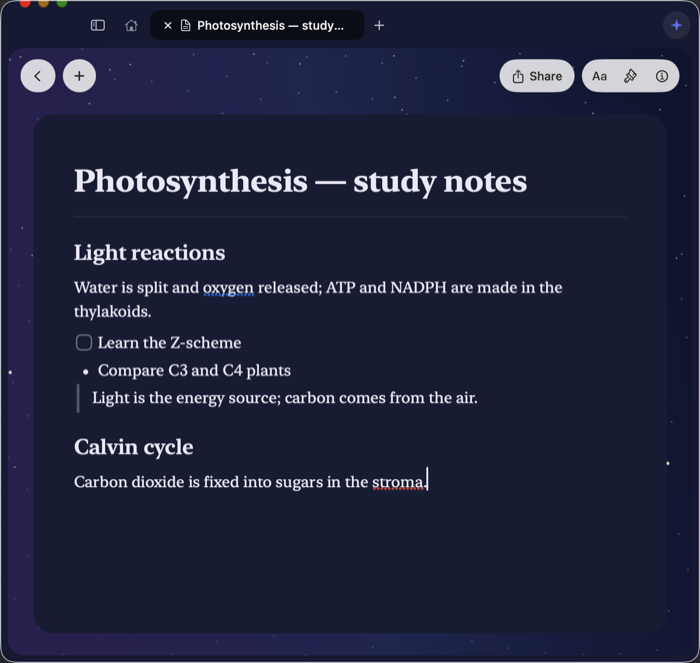 Photosynthesis — study...
Share
Aa
Photosynthesis — study notes
Light reactions
Water is split and oxygen released; ATP and NADPH are made in the
thylakoids.
Learn the Z-scheme
• Compare C3 and C4 plants
Light is the energy source; carbon comes from the air.
Calvin cycle
Carbon dioxide is fixed into sugars in the stroma.